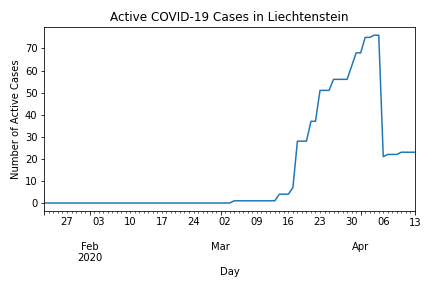 Active COVID-19 Cases in Liechtenstein
Number of Active Cases
70
60
50
40
30
20
10
0
27 03 10 17 24 02 09 16 23 30 06 13
Feb Mar Apr
2020
Day